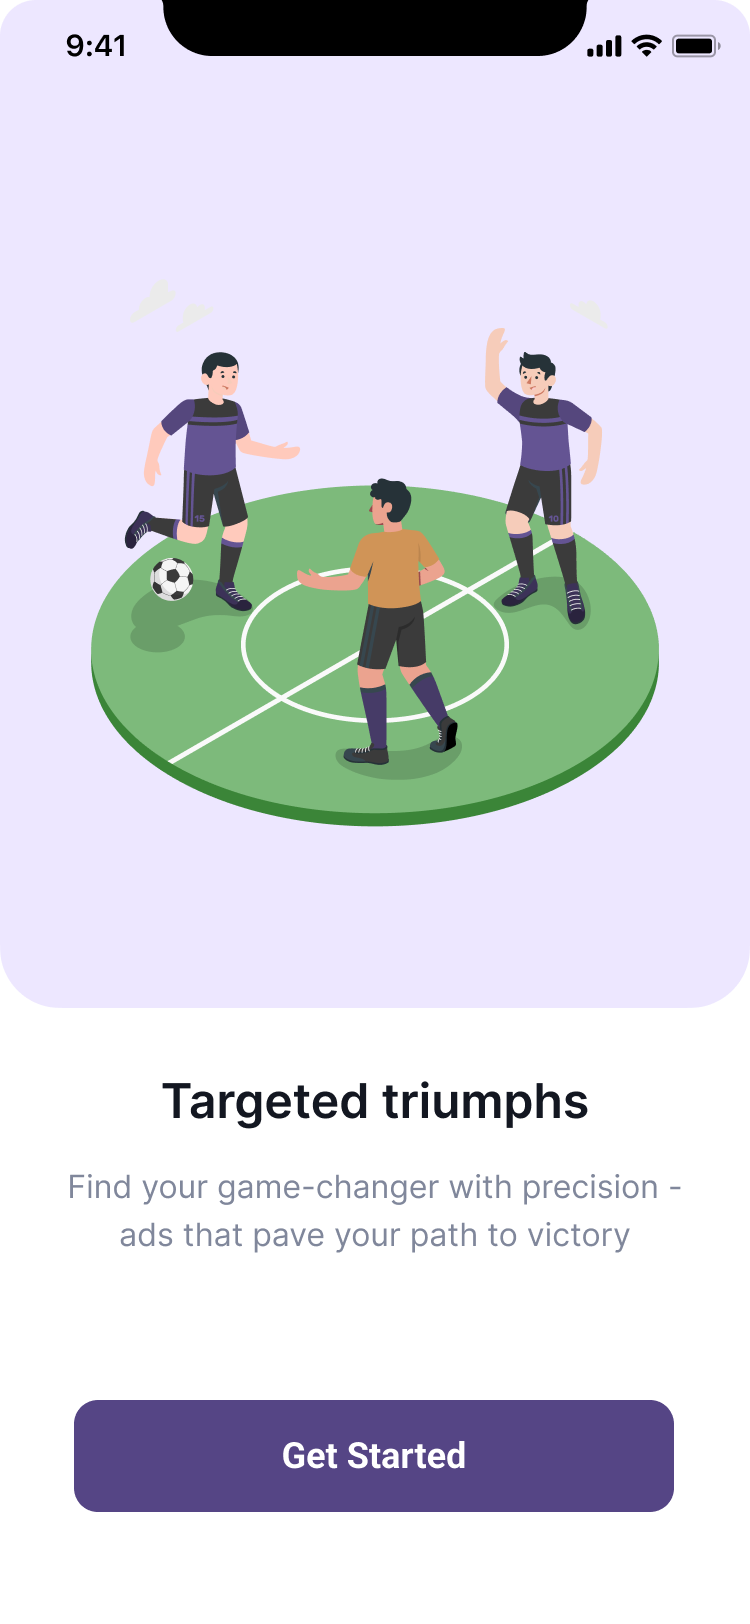 9:41
15
10
Targeted triumphs
Find your game-changer with precision -
ads that pave your path to victory
Get Started